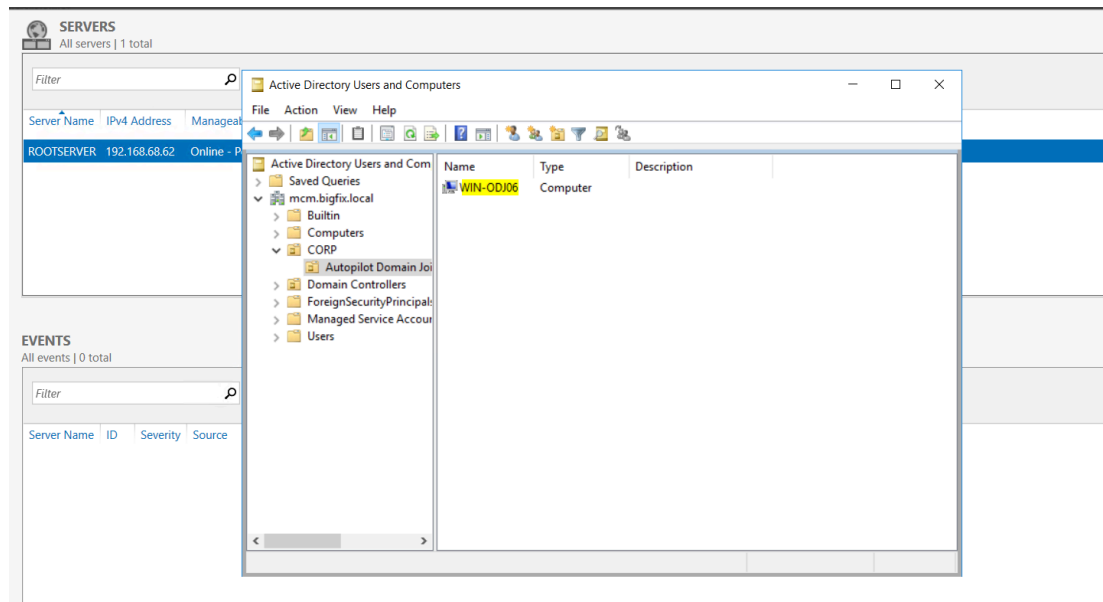 SERVERS
All servers | 1 total
Filter
Server Name IPv4 Address Manageab
ROOTSERVER 192.168.68.62 Online - P
EVENTS
All events | 0 total
Filter
Server Name ID Severity Source
Active Directory Users and Computers
File Action View Help
Active Directory Users and Com
Saved Queries
mcm.bigfix.local
Builtin
Computers
CORP
Autopilot Domain Joi
Domain Controllers
ForeignSecurityPrincipals
Managed Service Accour
Users
Name Type Description
WIN-ODJ06 Computer